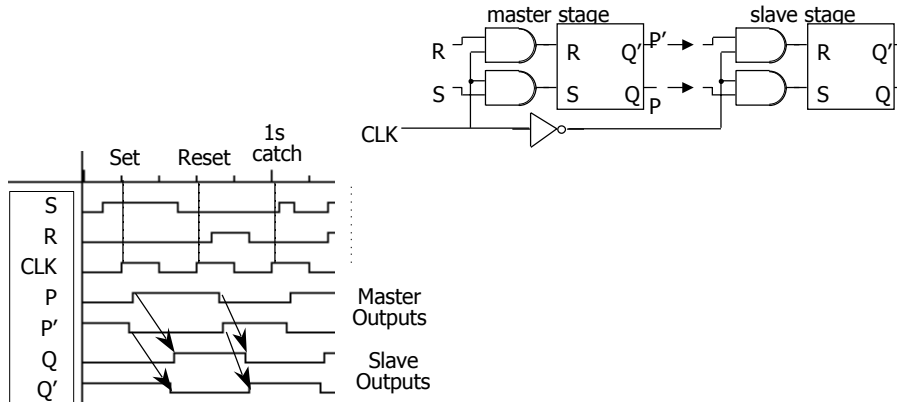 master stage
slave stage
R
R
Q'
P'
R
Q'
S
S
Q
P
S
Q
CLK
Set
Reset
1s
catch
S
R
CLK
P
P'
Q
Q'
Master
Outputs
Slave
Outputs